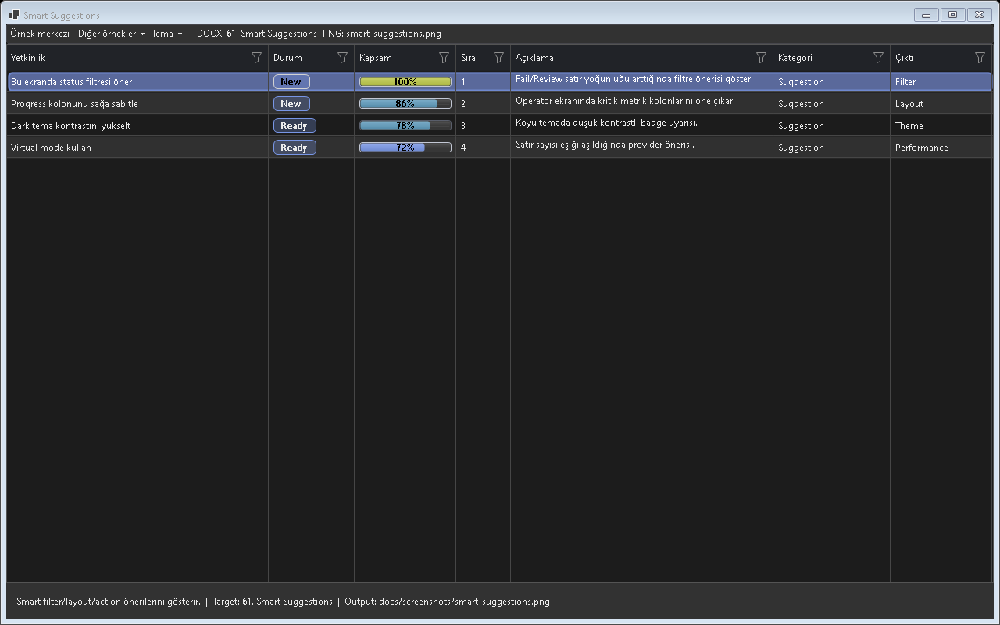 Smart Suggestions
Örnek merkezi Diğer örnekler Tema DOCX: 61. Smart Suggestions PNG: smart-suggestions.png
Yetkinlik Durum Kapsam Sıra Açıklama Kategori Çıktı
Bu ekranda status filtresi öner New 100% 1 Fail/Review satır yoğunluğu arttığında filtre önerisi göster. Suggestion Filter
Progress kolonunu sağa sabitle New 86% 2 Operatör ekranında kritik metrik kolonlarını öne çıkar. Suggestion Layout
Dark tema kontrastını yükselt Ready 78% 3 Koyu temada düşük kontrastlı badge uyarısı. Suggestion Theme
Virtual mode kullan Ready 72% 4 Satır sayısı eşiği aşıldığında provider önerisi. Suggestion Performance
Smart filter/layout/action önerilerini gösterir. | Target: 61. Smart Suggestions | Output: docs/screenshots/smart-suggestions.png